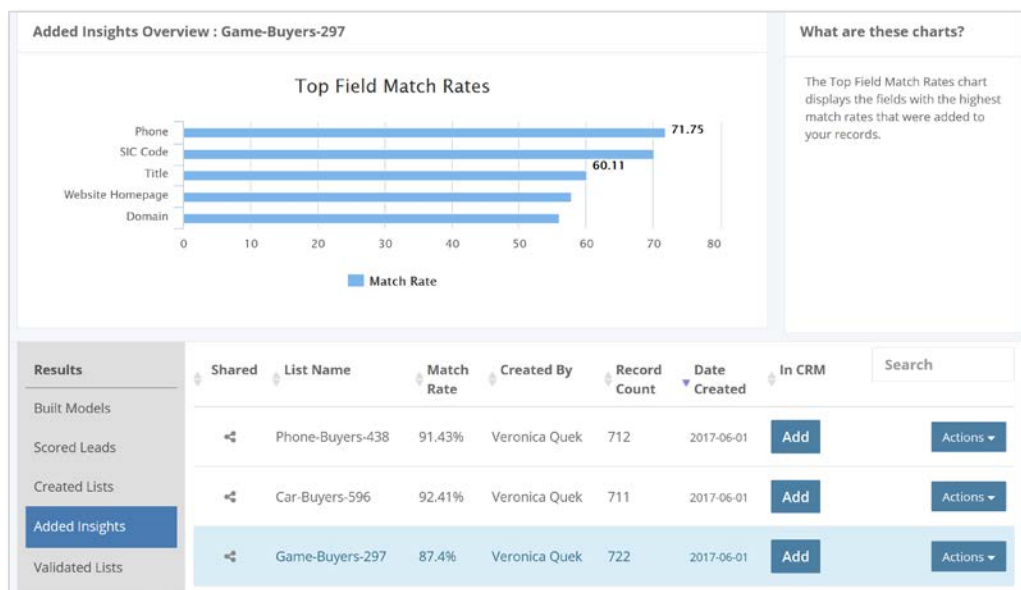 Added Insights Overview : Game-Buyers-297
What are these charts?
Top Field Match Rates
The Top Field Match Rates chart
displays the fields with the highest
match rates that were added to
your records.
Phone 71.75
SIC Code
Title 60.11
Website Homepage
Domain
0 10 20 30 40 50 60 70 80
Match Rate
Results
Built Models
Scored Leads
Created Lists
Added Insights
Validated Lists
Shared List Name Match Rate Created By Record Count Date Created In CRM Search
Phone-Buyers-438 91.43% Veronica Quek 712 2017-06-01 Add Actions
Car-Buyers-596 92.41% Veronica Quek 711 2017-06-01 Add Actions
Game-Buyers-297 87.4% Veronica Quek 722 2017-06-01 Add Actions